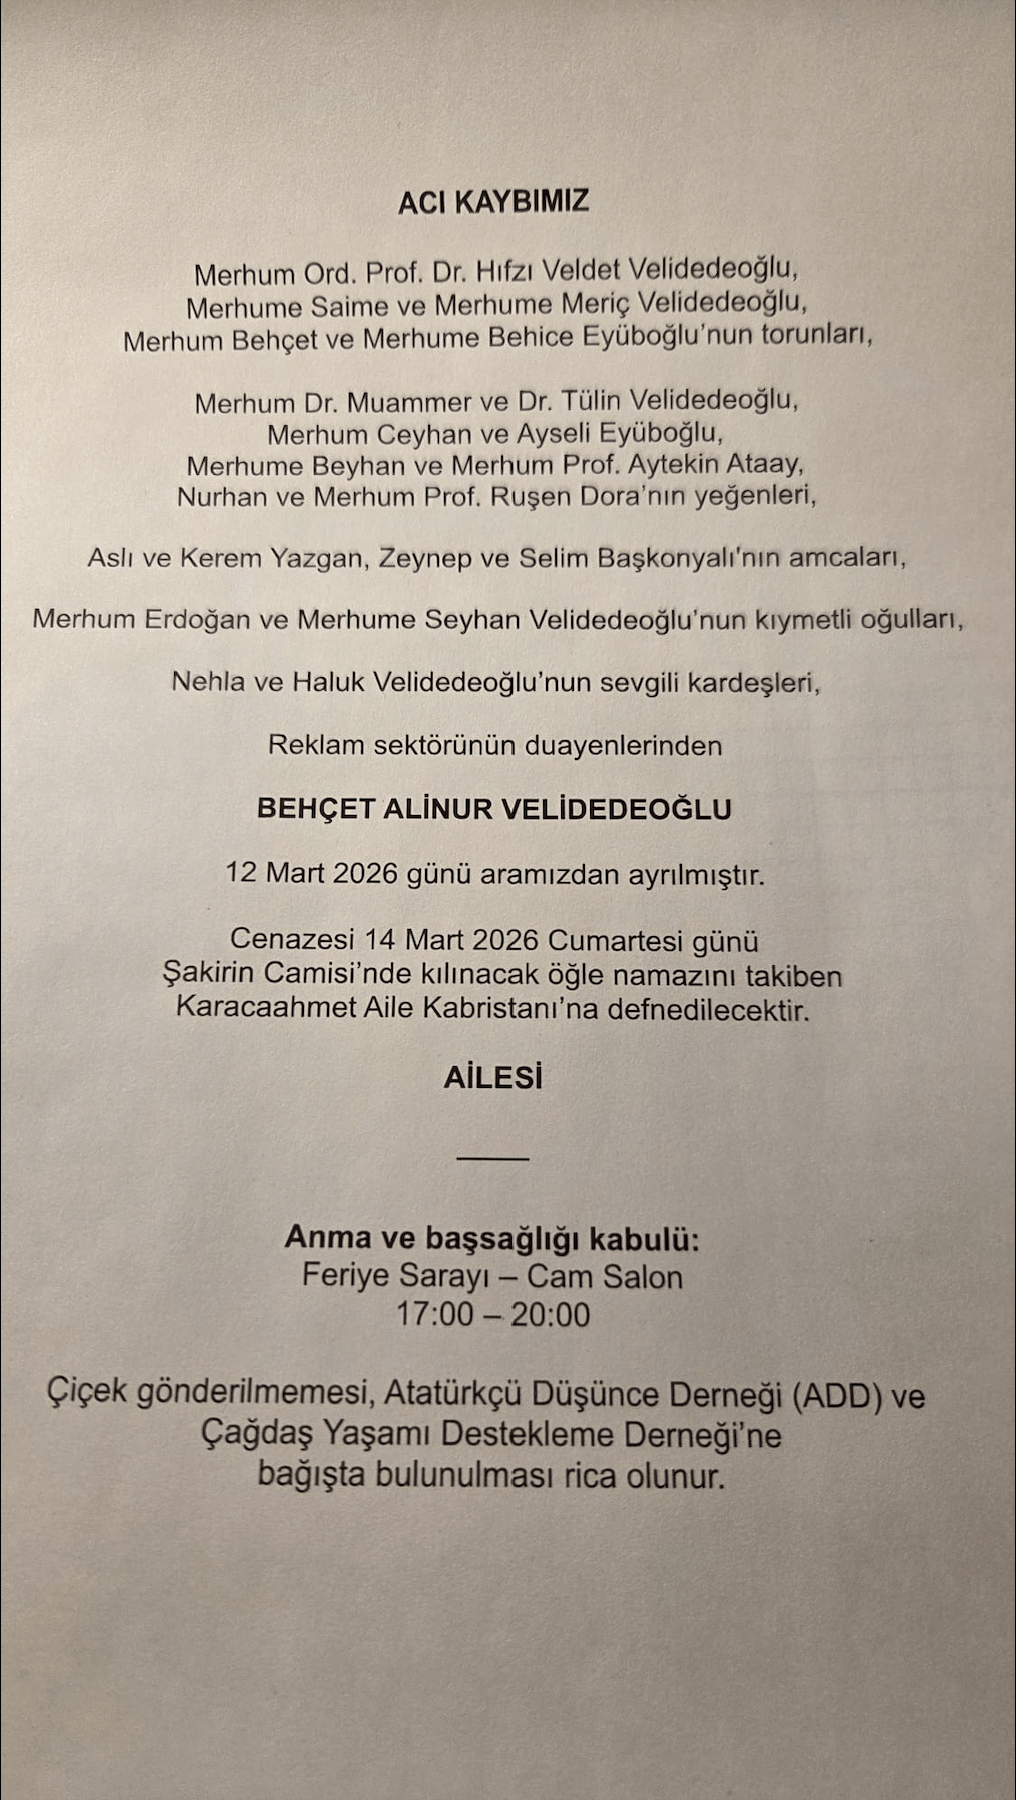 ACI KAYBIMIZ
Merhum Ord. Prof. Dr. Hıfzı Veldet Velidedeoğlu,
Merhume Saime ve Merhume Meriç Velidedeoğlu,
Merhum Behçet ve Merhume Behice Eyüboğlu'nun torunları,
Merhum Dr. Muammer ve Dr. Tülin Velidedeoğlu,
Merhum Ceyhan ve Ayseli Eyüboğlu,
Merhume Beyhan ve Merhum Prof. Aytekin Ataay,
Nurhan ve Merhum Prof. Ruşen Dora'nın yeğenleri,
Aslı ve Kerem Yazgan, Zeynep ve Selim Başkonyalı'nın amcaları,
Merhum Erdoğan ve Merhume Seyhan Velidedeoğlu'nun kıymetli oğulları,
Nehla ve Haluk Velidedeoğlu'nun sevgili kardeşleri,
Reklam sektörünün duayenlerinden
BEHÇET ALİNUR VELİDEDEOĞLU
12 Mart 2026 günü aramızdan ayrılmıştır.
Cenazesi 14 Mart 2026 Cumartesi günü
Şakirin Camisi'nde kılınacak öğle namazını takiben
Karacaahmet Aile Kabristanı'na defnedilecektir.
AİLESİ
Anma ve başsağlığı kabulü:
Feriye Sarayı – Cam Salon
17:00 – 20:00
Çiçek gönderilmemesi, Atatürkçü Düşünce Derneği (ADD) ve
Çağdaş Yaşamı Destekleme Derneği'ne
bağışta bulunulması rica olunur.